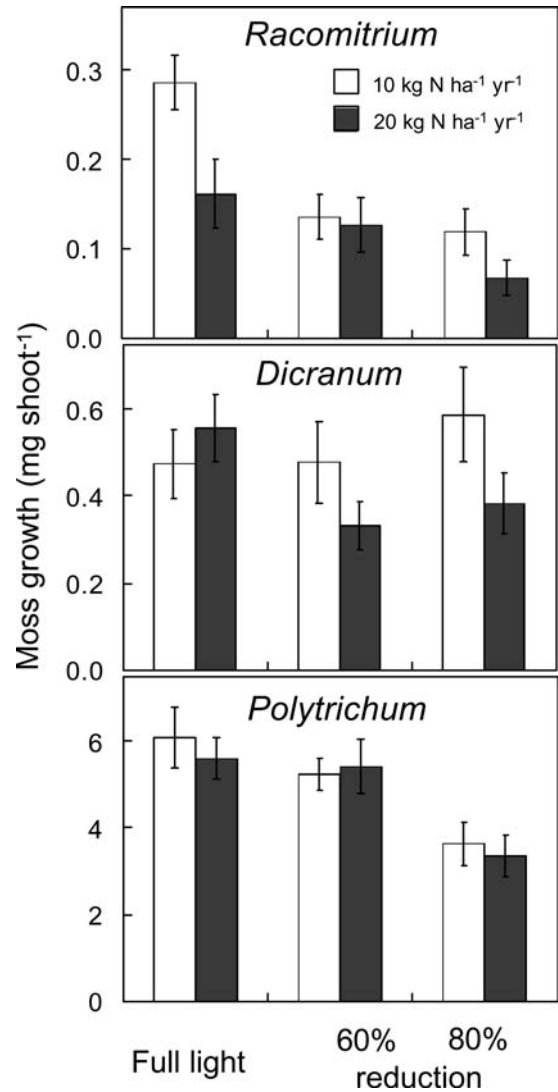 Racomitrium
10 kg N ha⁻¹ yr⁻¹
20 kg N ha⁻¹ yr⁻¹
0.3
0.2
0.1
0.0
Dicranum
0.6
0.4
0.2
0.0
Moss growth (mg shoot⁻¹)
Polytrichum
6
4
2
0
Full light
60% 80%
reduction